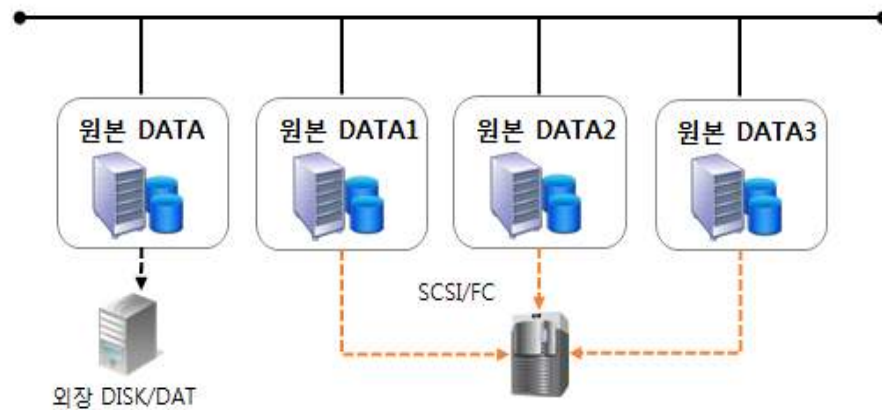 원본 DATA
원본 DATA1
원본 DATA2
원본 DATA3
SCSI/FC
외장 DISK/DAT